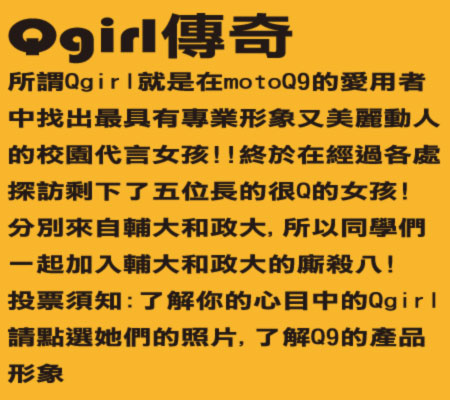 Qgirl傳奇
所謂Qgirl就是在motoQ9的愛用者
中找出最具有專業形象又美麗動人
的校園代言女孩!!終於在經過各處
探訪剩下了五位長的很Q的女孩!
分別來自輔大和政大,所以同學們
一起加入輔大和政大的廝殺八!
投票須知:了解你的心目中的Qgirl
請點選她們的照片,了解Q9的產品
形象